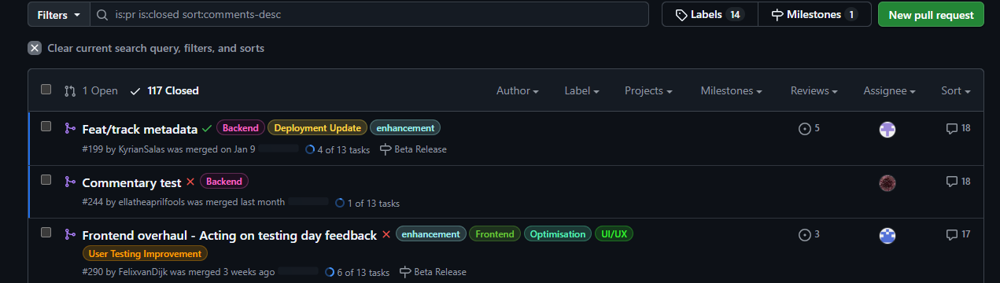 Filters is:pr is:closed sort:comments-desc Labels 14 Milestones 1 New pull request
Clear current search query, filters, and sorts
1 Open 117 Closed Author Label Projects Milestones Reviews Assignee Sort
Feat/track metadata Backend Deployment Update enhancement 5 18
#199 by KyrianSalas was merged on Jan 9 4 of 13 tasks Beta Release
Commentary test Backend 18
#244 by ellatheaprilfools was merged last month 1 of 13 tasks
Frontend overhaul - Acting on testing day feedback enhancement Frontend Optimisation UI/UX 3 17
User Testing Improvement
#290 by FelixvanDijk was merged 3 weeks ago 6 of 13 tasks Beta Release